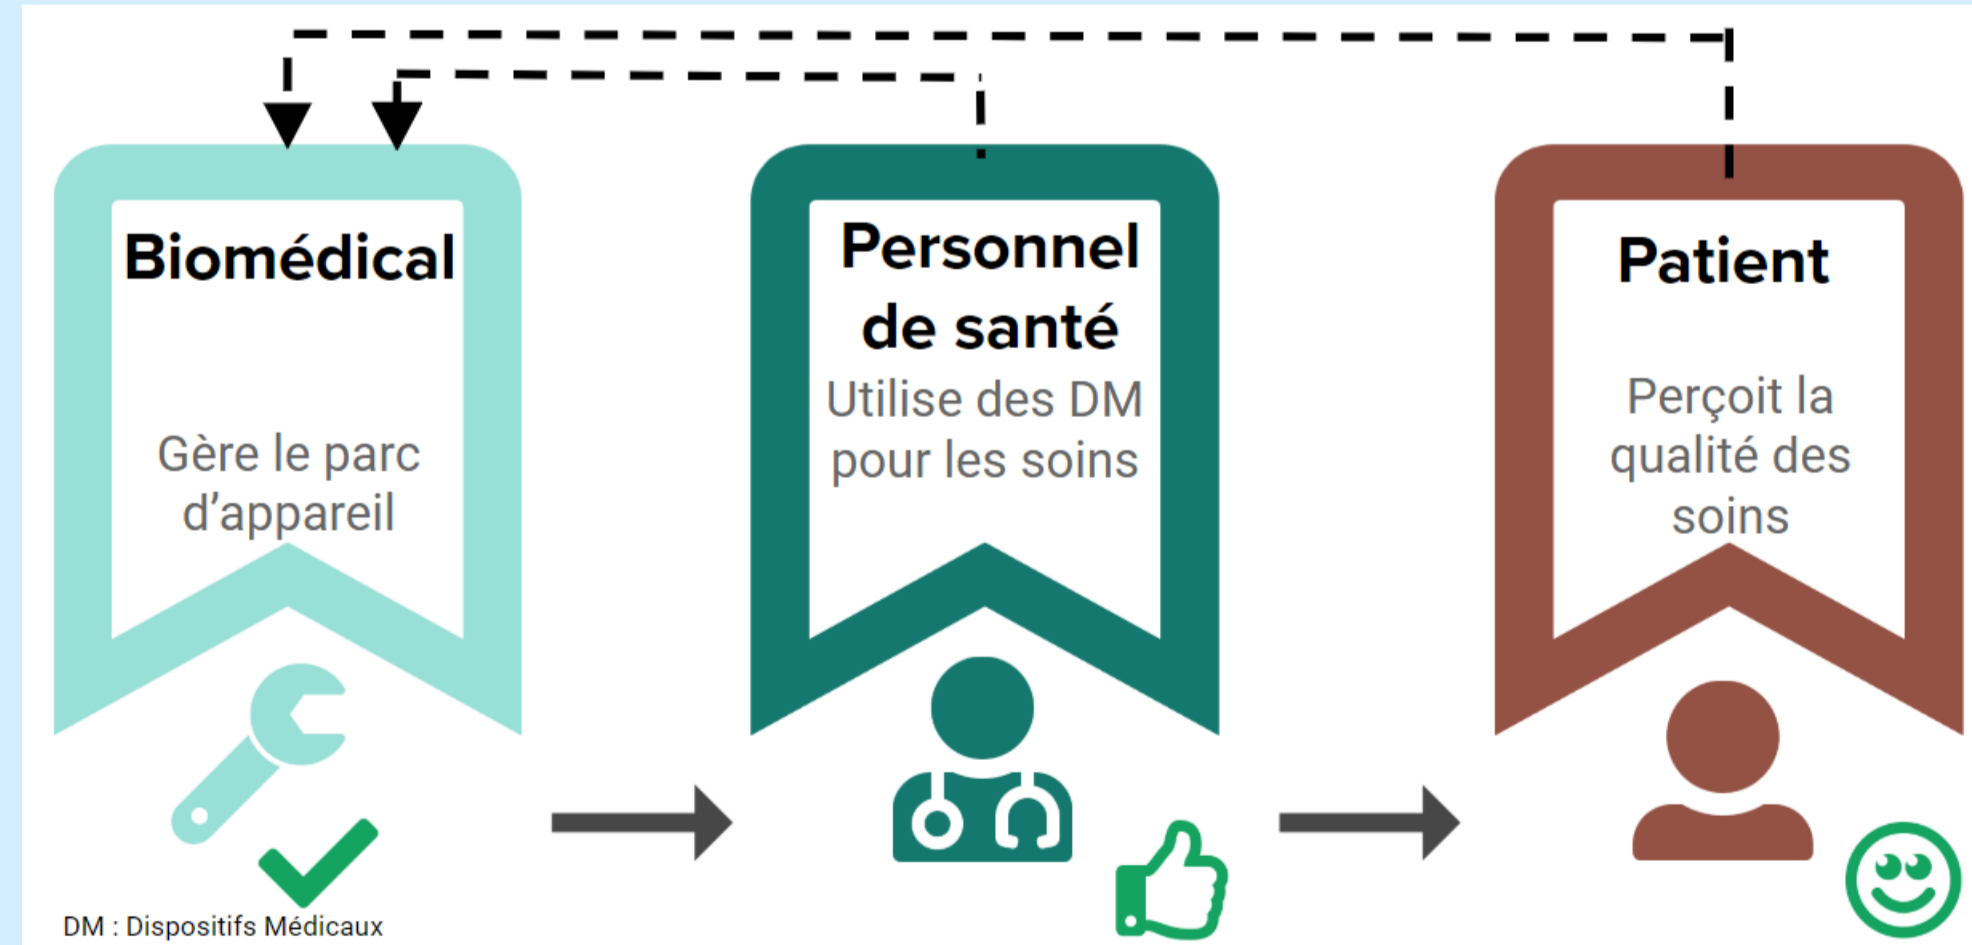 Biomédical
Gère le parc
d’appareil
Personnel
de santé
Utilise des DM
pour les soins
Patient
Perçoit la
qualité des
soins
DM : Dispositifs Médicaux